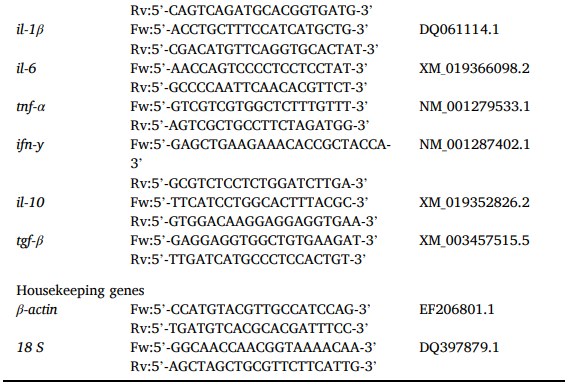 Rv:5’-CAGTCAGATGCACGGTGATG-3’
il-1β Fw:5’-ACCTGCTTTCCATCATGCTG-3’ DQ061114.1
Rv:5’-CGACATGTTCAGGTGCACTAT-3’
il-6 Fw:5’-AACCAGTCCCCTCCTCCTAT-3’ XM_019366098.2
Rv:5’-GCCCCAATTCAACACGTTCT-3’
tnf-α Fw:5’-GTCGTCGTGGCTCTTTGTTT-3’ NM_001279533.1
Rv:5’-AGTCGCTGCCTTCTAGATGG-3’
ifn-y Fw:5’-GAGCTGAAGAAACACCGCTACCA-
3’ NM_001287402.1
Rv:5’-GCGTCTCCTCTGGATCTTGA-3’
il-10 Fw:5’-TTCATCCTGGCACTTTACGC-3’ XM_019352826.2
Rv:5’-GTGGACAAGGAGGAGGTGAA-3’
tgf-β Fw:5’-GAGGAGGTGGCTGTGAAGAT-3’ XM_003457515.5
Rv:5’-TTGATCATGCCCTCCACTGT-3’
Housekeeping genes
β-actin Fw:5’-CCATGTACGTTGCCATCCAG-3’ EF206801.1
Rv:5’-TGATGTCACGCACGATTTCC-3’
18 S Fw:5’-GGCAACCAACGGTAAAACAA-3’ DQ397879.1
Rv:5’-AGCTAGCTGCGTTCTTCATTG-3’